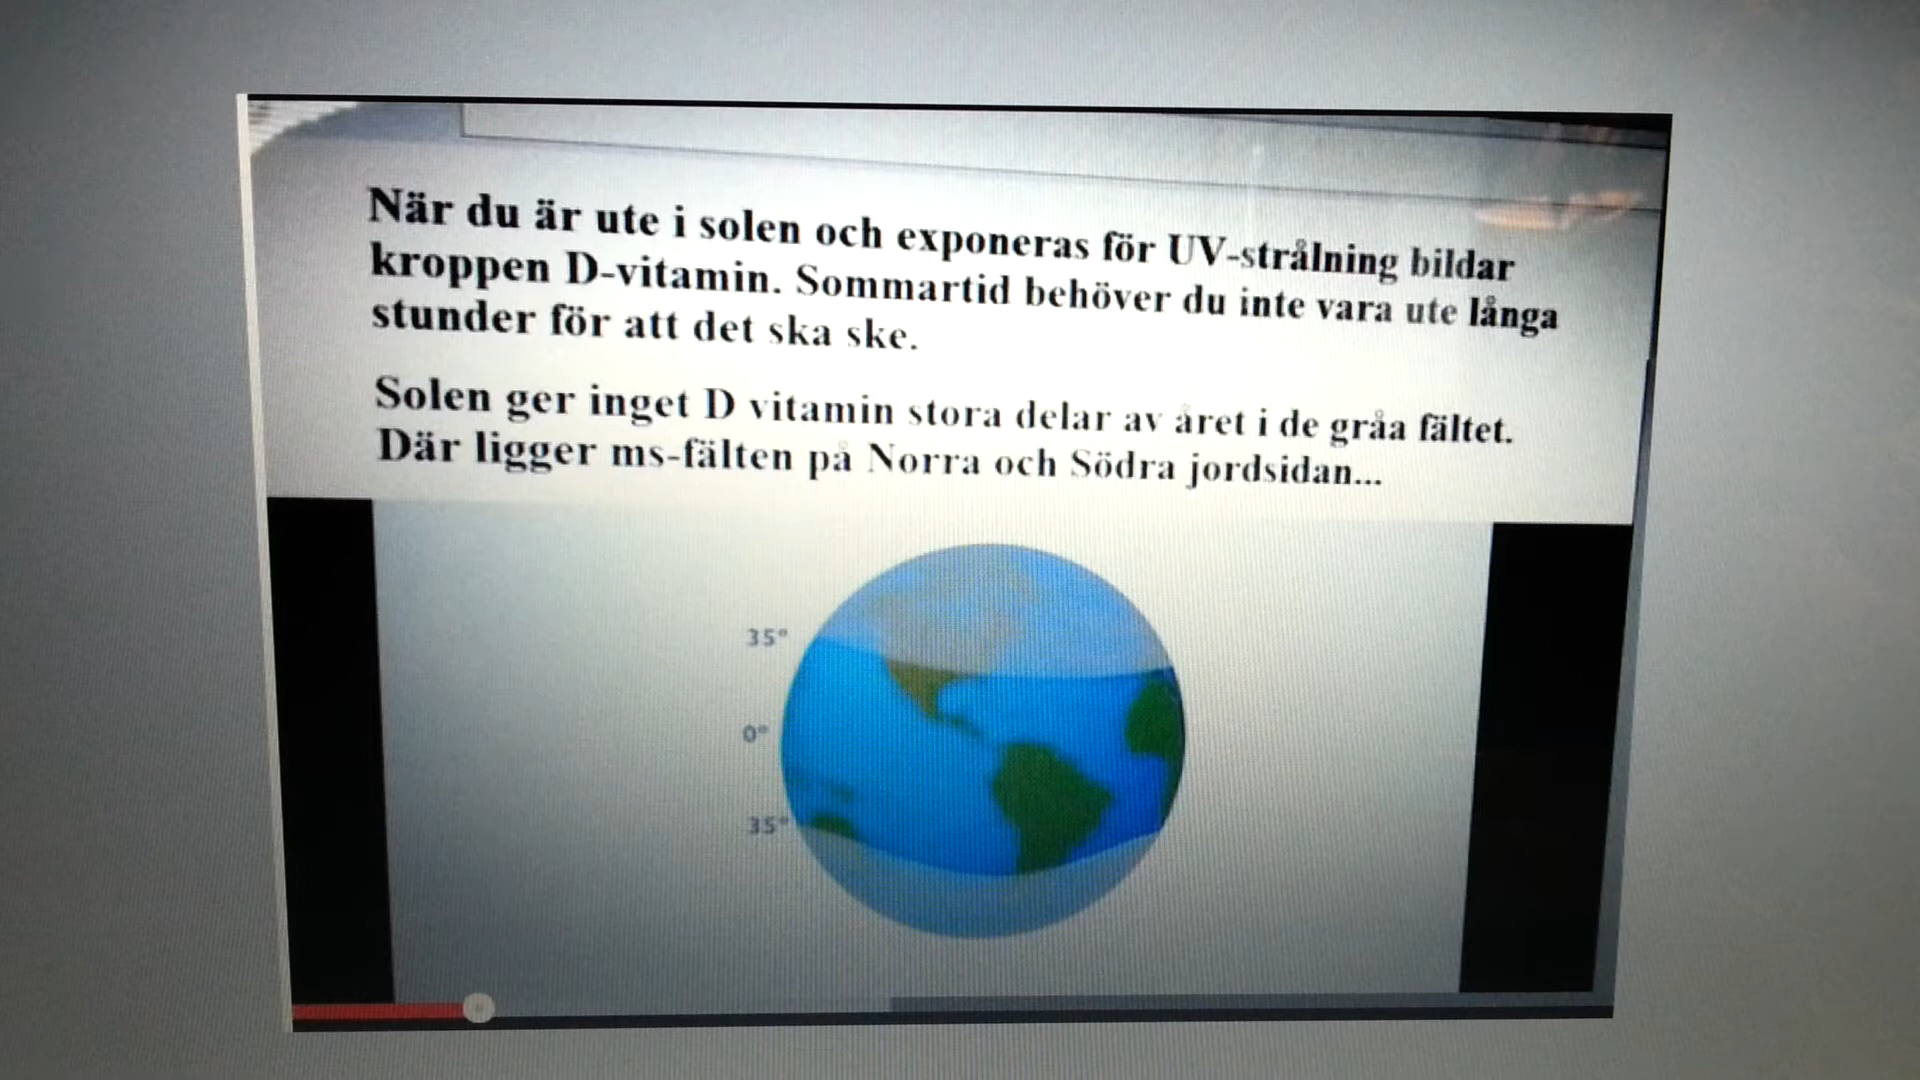 När du är ute i solen och exponeras för UV-strålning bildar
kroppen D-vitamin. Sommartid behöver du inte vara ute långa
stunder för att det ska ske.
Solen ger inget D vitamin stora delar av året i de gråa fältet.
Där ligger ms-fälten på Norra och Södra jordsidan...
35°
0°
35°